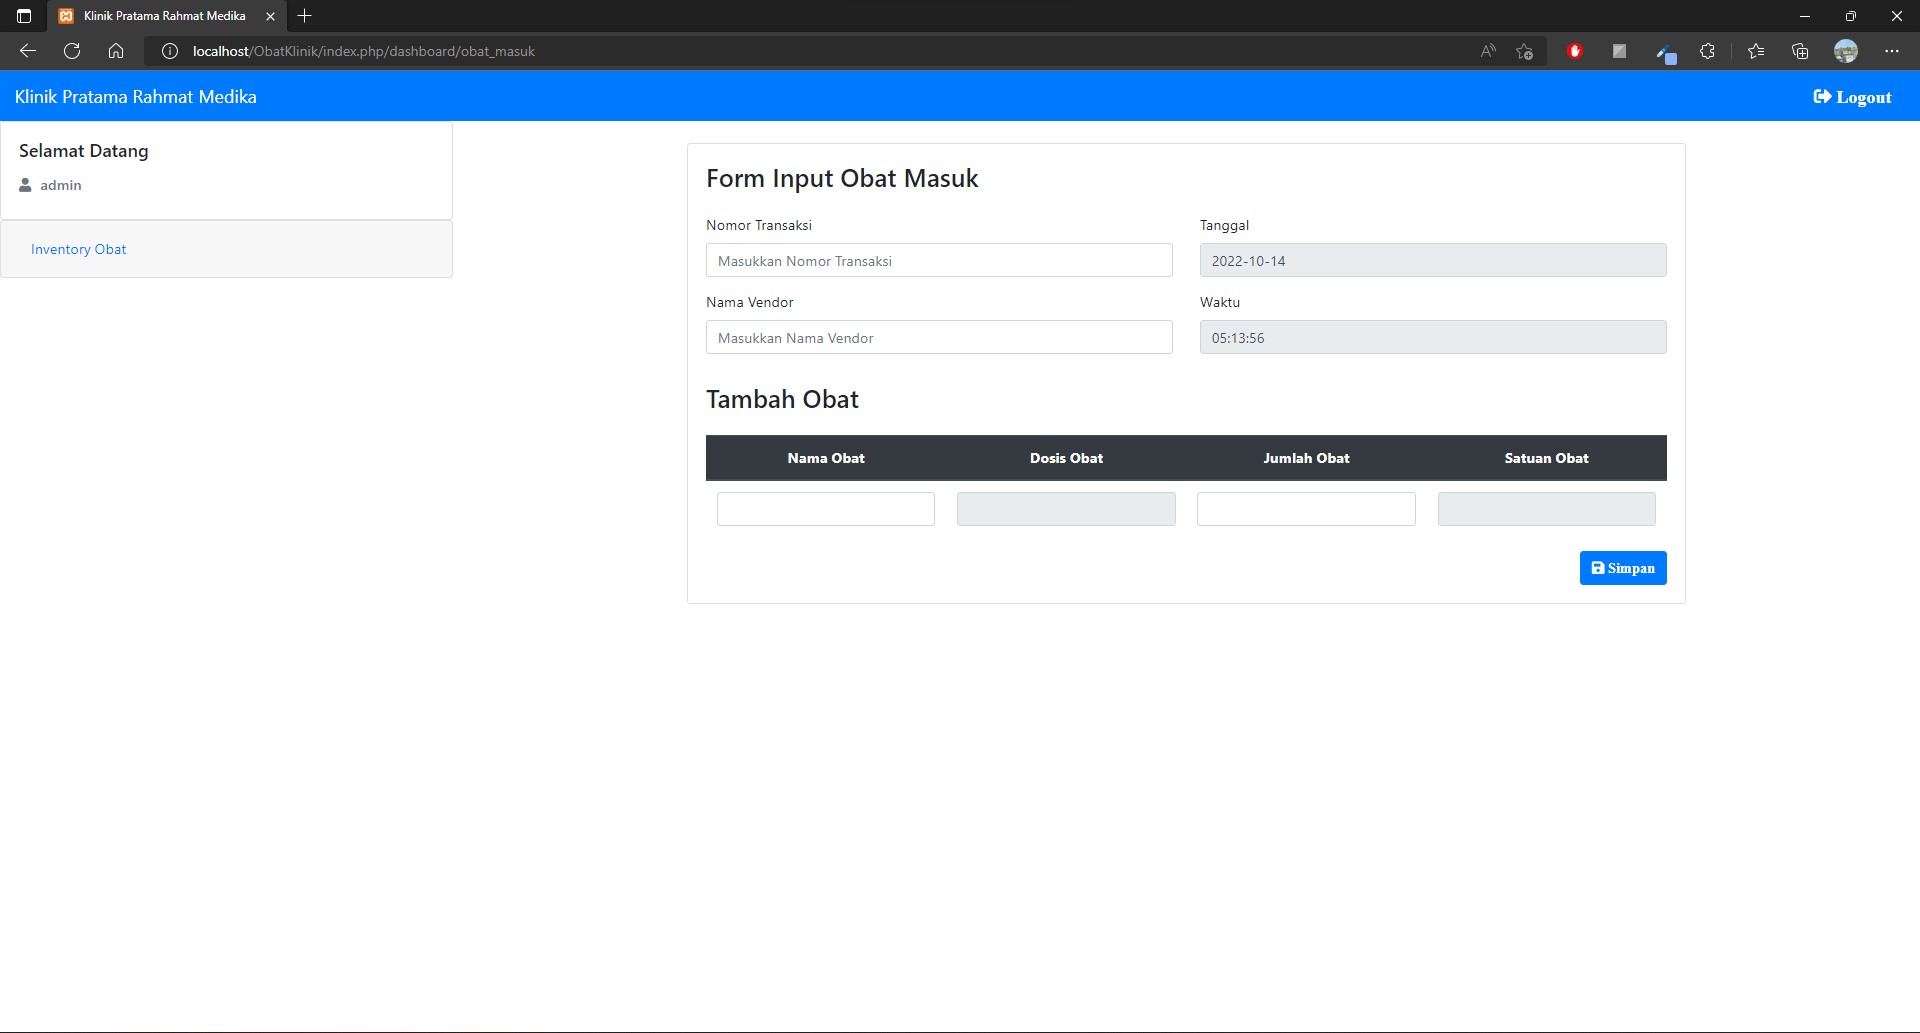 Klinik Pratama Rahmat Medika
localhost/ObatKlinik/index.php/dashboard/obat_masuk
Klinik Pratama Rahmat Medika
Logout
Selamat Datang
admin
Inventory Obat
Form Input Obat Masuk
Nomor Transaksi
Tanggal
Masukkan Nomor Transaksi
2022-10-14
Nama Vendor
Waktu
Masukkan Nama Vendor
05:13:56
Tambah Obat
Nama Obat
Dosis Obat
Jumlah Obat
Satuan Obat
Simpan